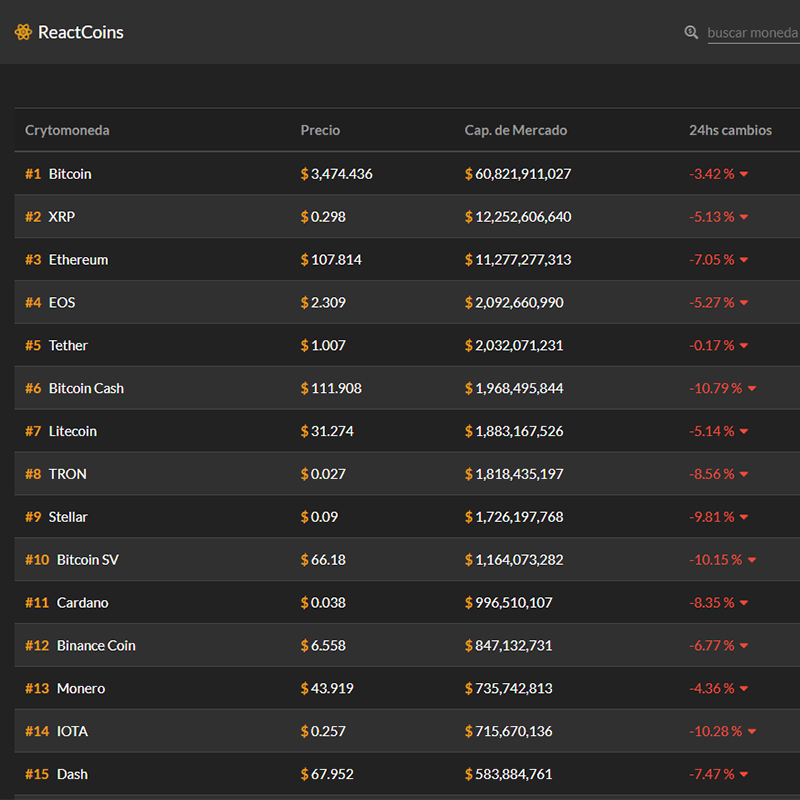 ReactCoins buscar moneda
Crytomoneda Precio Cap. de Mercado 24hs cambios
#1 Bitcoin $ 3,474.436 $ 60,821,911,027 -3.42 %
#2 XRP $ 0.298 $ 12,252,606,640 -5.13 %
#3 Ethereum $ 107.814 $ 11,277,277,313 -7.05 %
#4 EOS $ 2.309 $ 2,092,660,990 -5.27 %
#5 Tether $ 1.007 $ 2,032,071,231 -0.17 %
#6 Bitcoin Cash $ 111.908 $ 1,968,495,844 -10.79 %
#7 Litecoin $ 31.274 $ 1,883,167,526 -5.14 %
#8 TRON $ 0.027 $ 1,818,435,197 -8.56 %
#9 Stellar $ 0.09 $ 1,726,197,768 -9.81 %
#10 Bitcoin SV $ 66.18 $ 1,164,073,282 -10.15 %
#11 Cardano $ 0.038 $ 996,510,107 -8.35 %
#12 Binance Coin $ 6.558 $ 847,132,731 -6.77 %
#13 Monero $ 43.919 $ 735,742,813 -4.36 %
#14 IOTA $ 0.257 $ 715,670,136 -10.28 %
#15 Dash $ 67.952 $ 583,884,761 -7.47 %